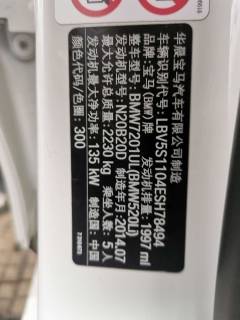 华晨宝马汽车有限公司制造
车辆识别代号: LBV5S1104ESH78494
品牌: 宝马(BMW)牌 发动机排量: 1997 ml
整车型号: BMW7201UL(BMW520Li)
发动机型号: N20B20D 制造年月: 2014.07
最大允许总质量: 2230 kg 乘坐人数: 5 人
发动机最大净功率: 135 kW 制造国: 中国
颜色代码/色图: 300